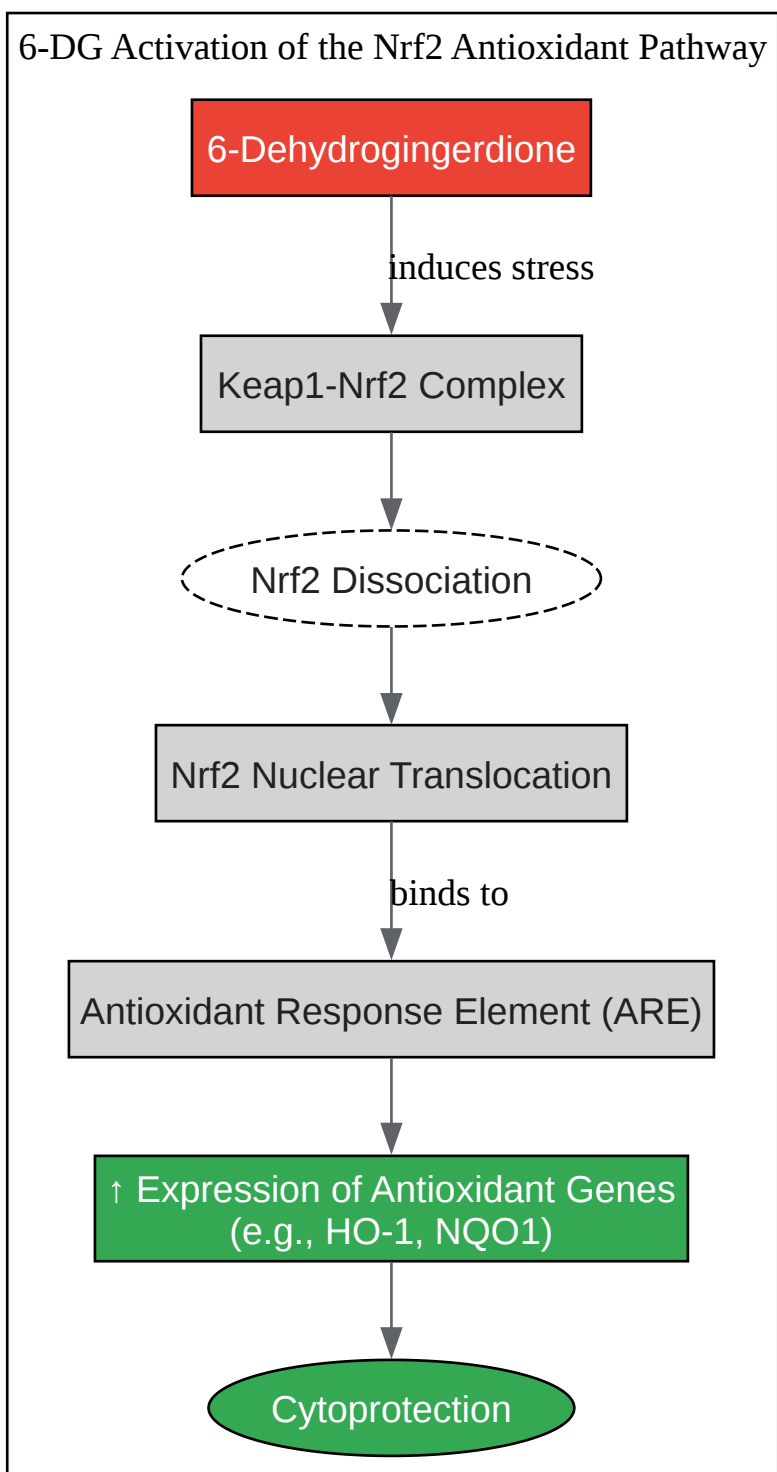 6-DG Activation of the Nrf2 Antioxidant Pathway
6-Dehydrogingerdione
induces stress
Keap1-Nrf2 Complex
Nrf2 Dissociation
Nrf2 Nuclear Translocation
binds to
Antioxidant Response Element (ARE)
↑ Expression of Antioxidant Genes
(e.g., HO-1, NQO1)
Cytoprotection